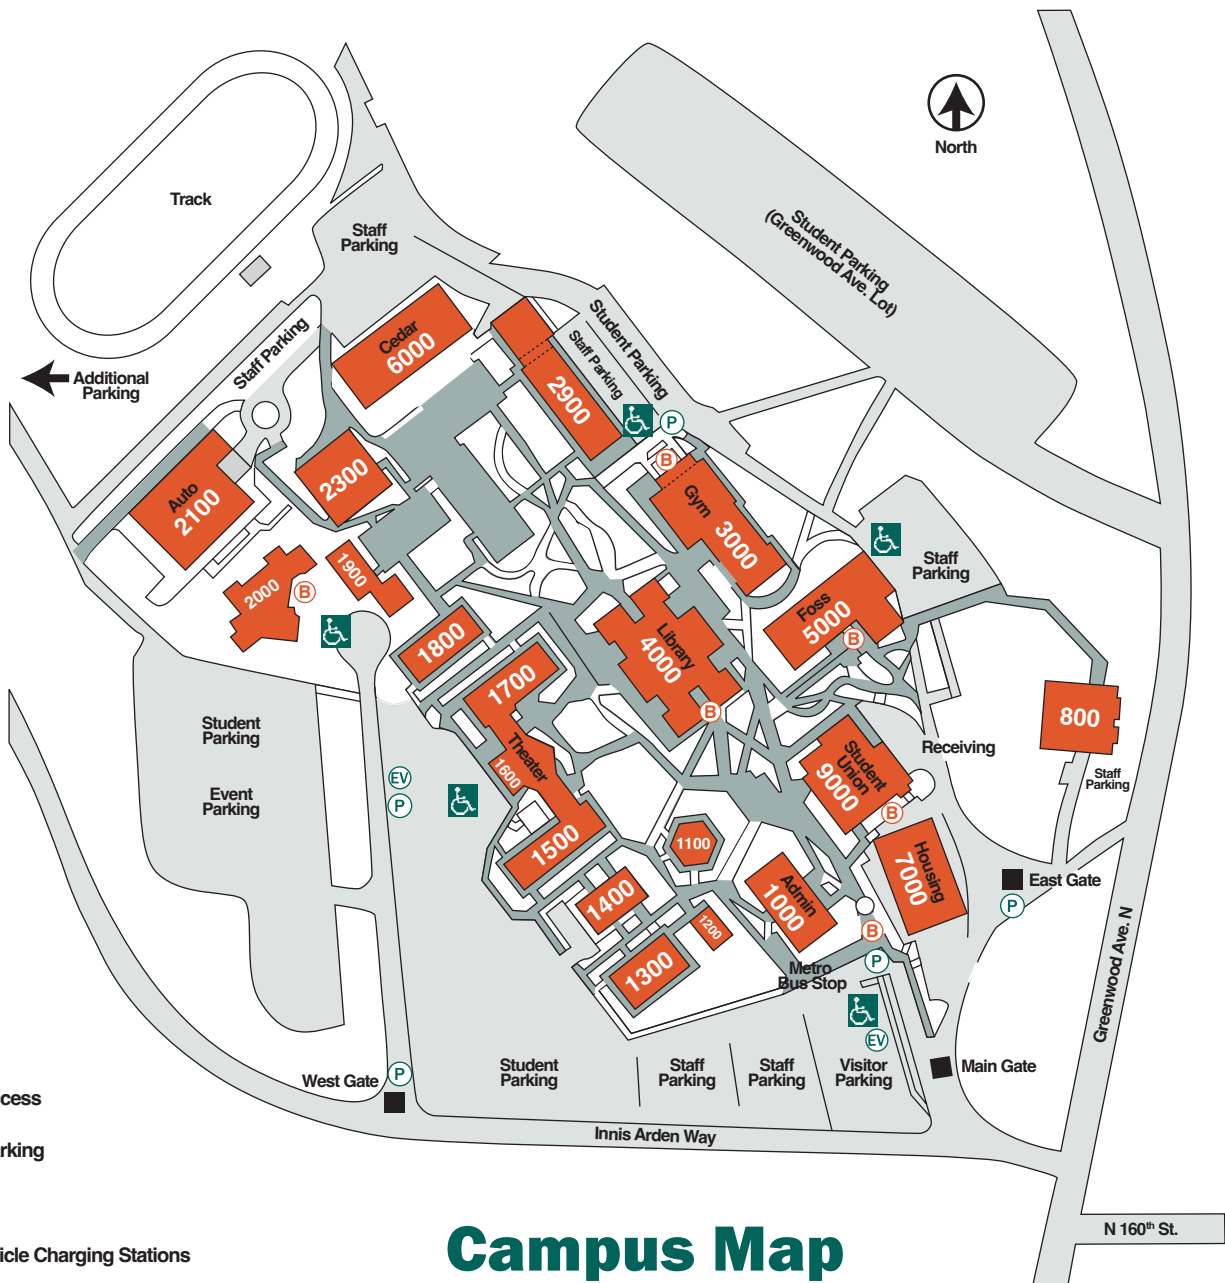 North
Track
Staff
Parking
Student Parking
(Greenwood Ave. Lot)
Additional
Parking
Staff Parking
Cedar
6000
Student Parking
Staff Parking
2900
P
B
Auto
2100
2300
Gym
3000
2000
B
1900
Staff
Parking
Foss
5000
B
1800
Library
4000
B
1700
Theater
1600
1500
800
Receiving
Staff
Parking
Student
Parking
Event
Parking
EV
P
Student
Union
9000
B
1100
Housing
7000
Admin
1000
1400
1200
1300
East Gate
P
B
P
Metro
Bus Stop
EV
Greenwood Ave. N
West Gate
P
Student
Parking
Staff
Parking
Staff
Parking
Visitor
Parking
Main Gate
Innis Arden Way
cess
rking
icle Charging Stations
N 160th St.
Campus Map